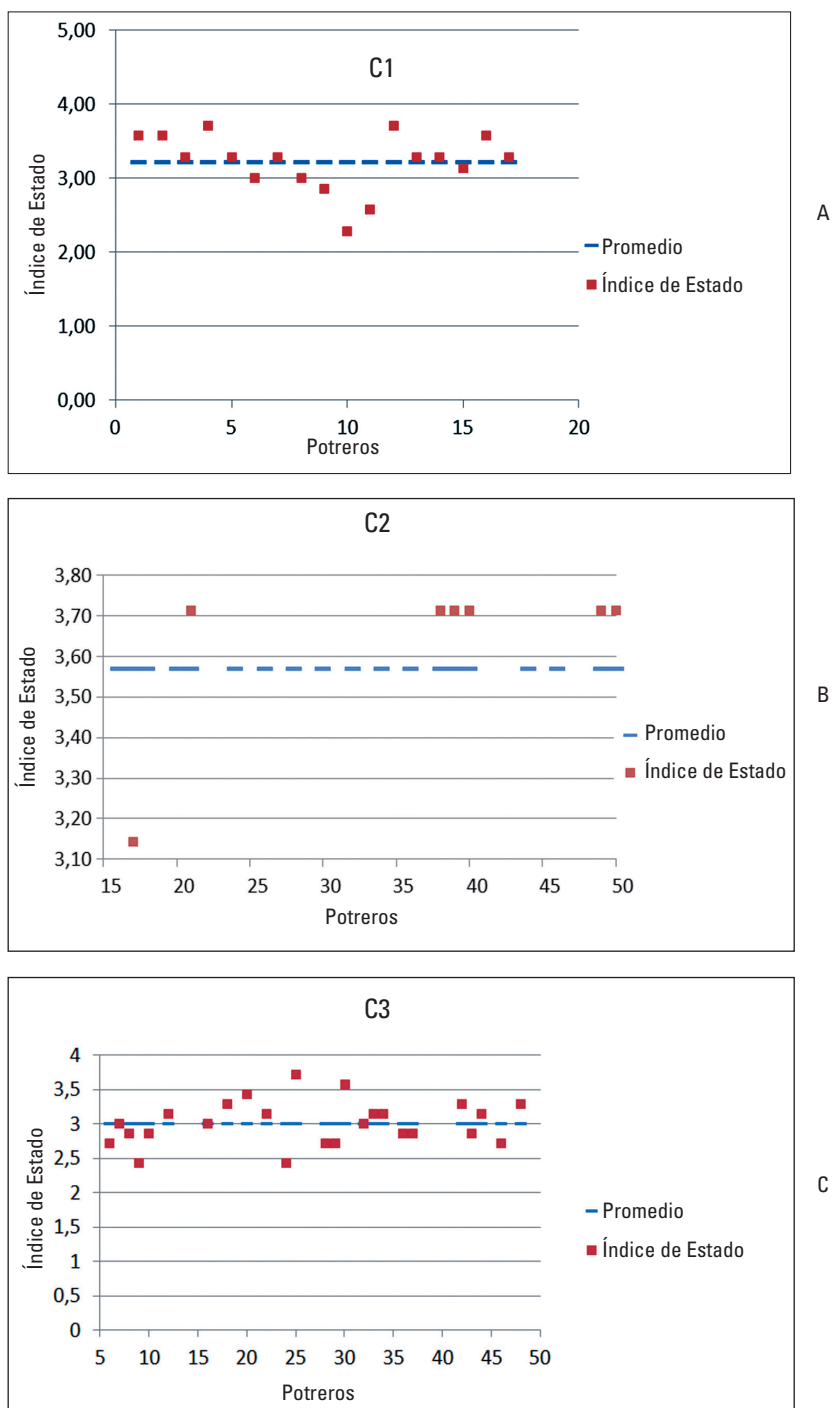 C1
5,00
4,00
3,00
2,00
1,00
0,00
0 5 10 15 20
Índice de Estado
Potreros
Promedio
Índice de Estado
A
C2
3,80
3,70
3,60
3,50
3,40
3,30
3,20
3,10
15 20 25 30 35 40 45 50
Índice de Estado
Potreros
Promedio
Índice de Estado
B
C3
4
3,5
3
2,5
2
1,5
1
0,5
0
5 10 15 20 25 30 35 40 45 50
Índice de Estado
Potreros
Promedio
Índice de Estado
C